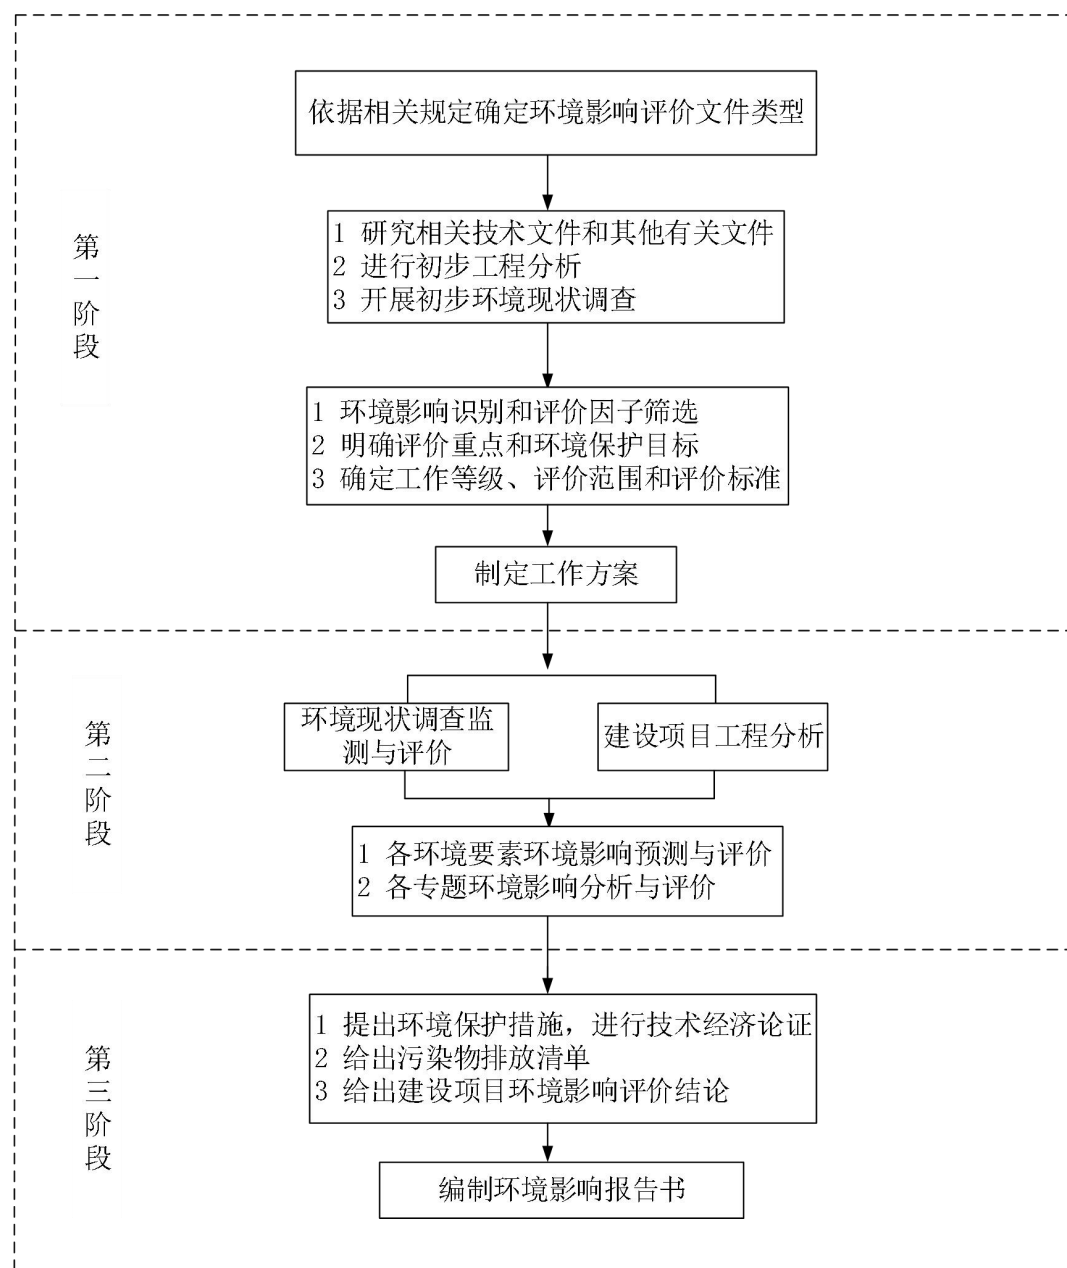 依据相关规定确定环境影响评价文件类型
第一阶段
1 研究相关技术文件和其他有关文件
2 进行初步工程分析
3 开展初步环境现状调查
1 环境影响识别和评价因子筛选
2 明确评价重点和环境保护目标
3 确定工作等级、评价范围和评价标准
制定工作方案
第二阶段
环境现状调查监
测与评价
建设项目工程分析
1 各环境要素环境影响预测与评价
2 各专题环境影响分析与评价
第三阶段
1 提出环境保护措施，进行技术经济论证
2 给出污染物排放清单
3 给出建设项目环境影响评价结论
编制环境影响报告书